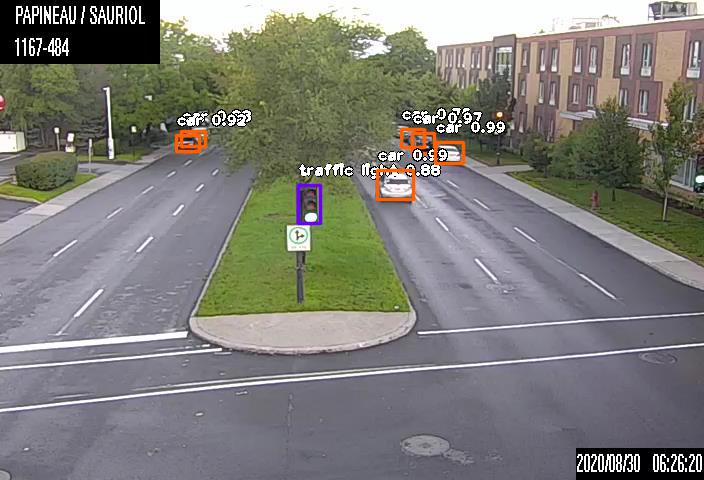 PAPINEAU / SAURIOL
1167-484
car 0.92
car 0.97
car 0.99
car 0.99
traffic light 0.88
2020/08/30 06:26:20